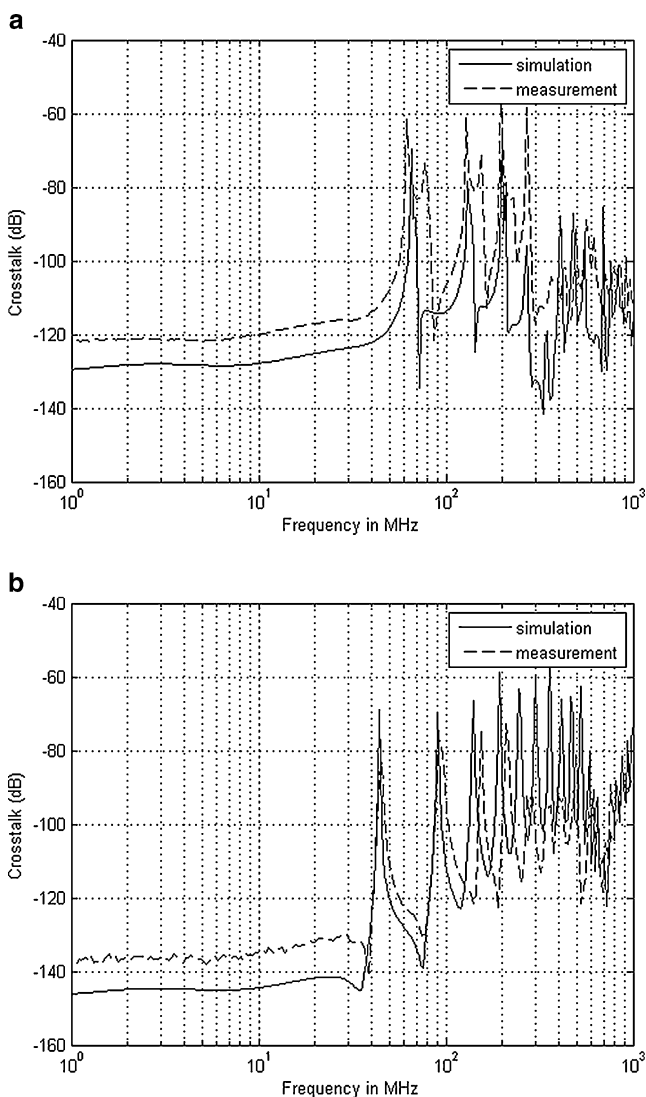 a
-40
-60
-80
-100
-120
-140
-160
Crosstalk (dB)
simulation
measurement
10^0
10^1
10^2
10^3
Frequency in MHz
b
-40
-60
-80
-100
-120
-140
-160
Crosstalk (dB)
simulation
measurement
10^0
10^1
10^2
10^3
Frequency in MHz